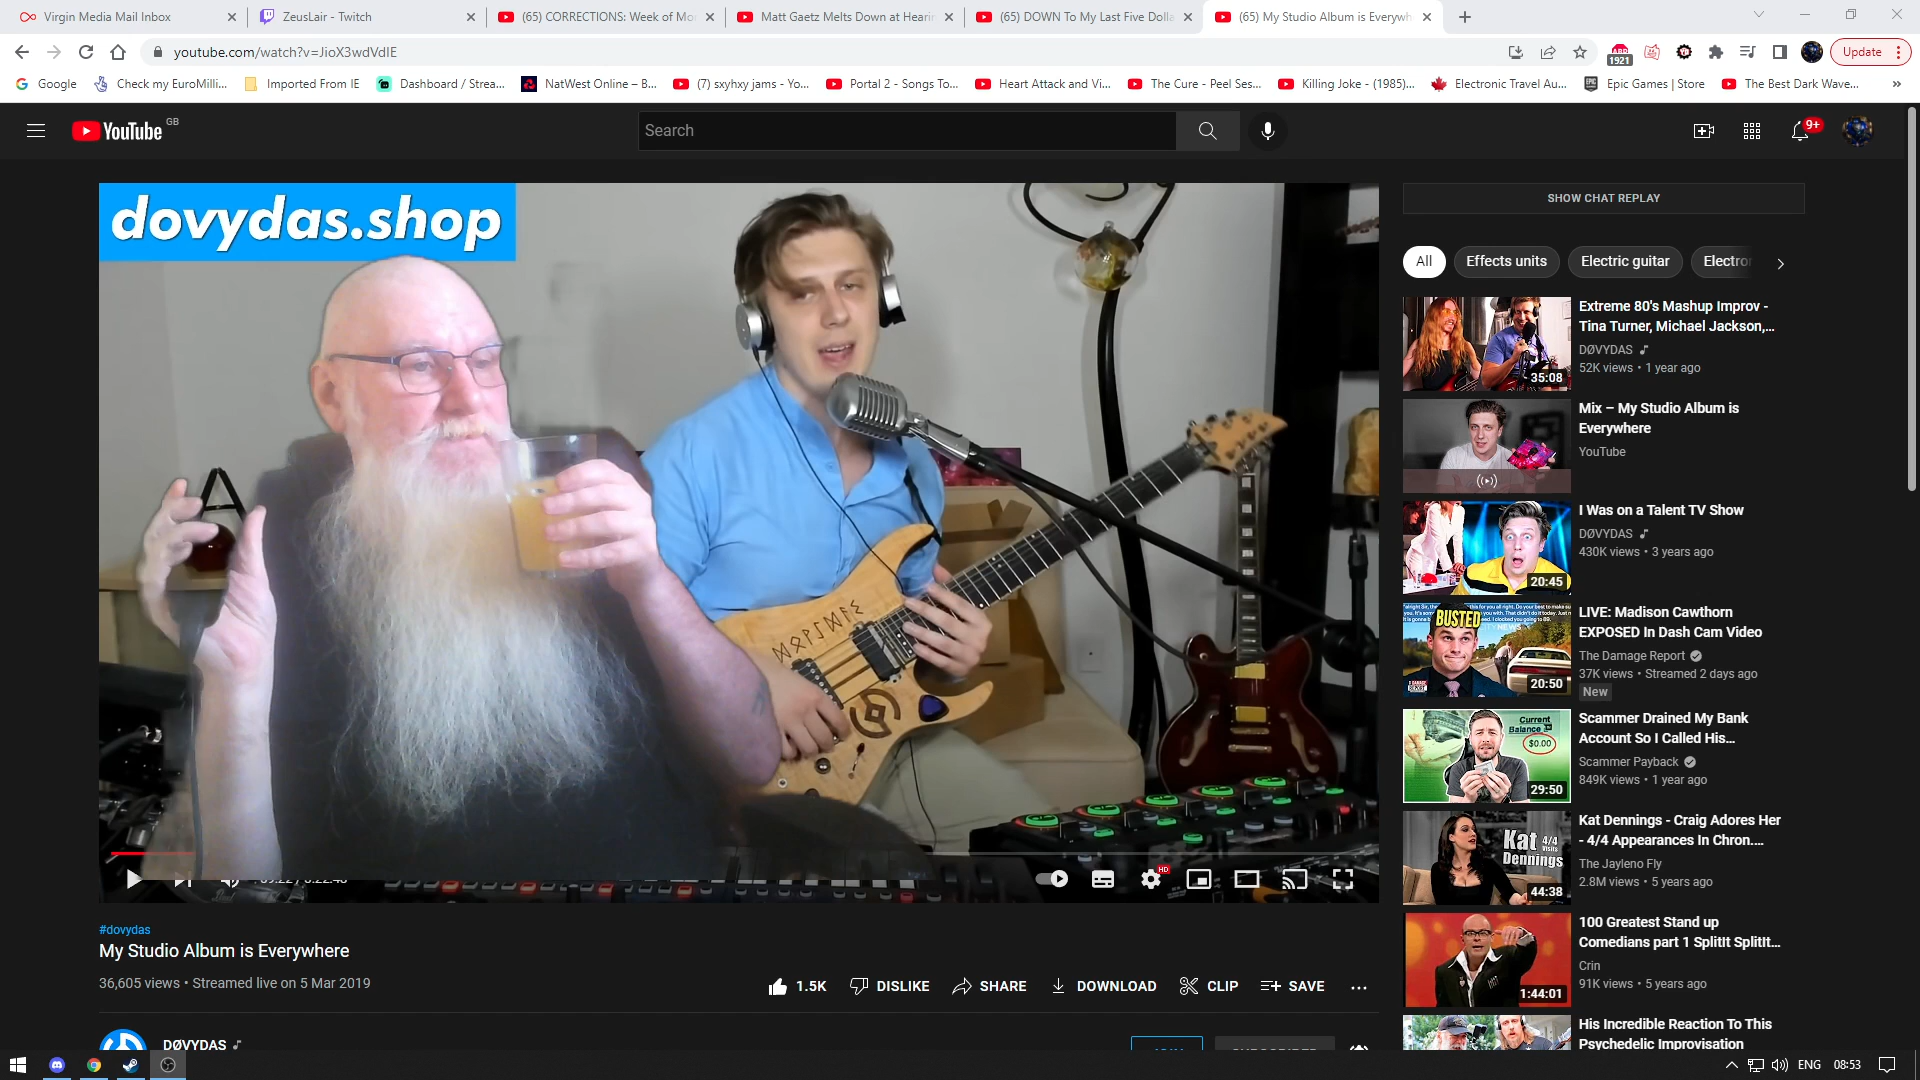 Virgin Media Mail Inbox
ZeusLair - Twitch
(65) CORRECTIONS: Week of Mo
Matt Gaetz Melts Down at Heari
(65) DOWN To My Last Five Dolla
(65) My Studio Album is Everywh
youtube.com/watch?v=JioX3wdVdIE
1921
Update
Google
Check my EuroMilli...
Imported From IE
Dashboard / Strea...
NatWest Online – B...
(7) sxyhxy jams - Yo...
Portal 2 - Songs To...
Heart Attack and Vi...
The Cure - Peel Ses...
Killing Joke - (1985)...
Electronic Travel Au...
Epic Games | Store
The Best Dark Wave...
YouTube GB
Search
9+
dovydas.shop
SHOW CHAT REPLAY
All
Effects units
Electric guitar
Electro
Extreme 80's Mashup Improv -
Tina Turner, Michael Jackson,...
DØVYDAS
52K views • 1 year ago
35:08
Mix – My Studio Album is
Everywhere
YouTube
I Was on a Talent TV Show
DØVYDAS
430K views • 3 years ago
20:45
BUSTED
LIVE: Madison Cawthorn
EXPOSED In Dash Cam Video
The Damage Report
37K views • Streamed 2 days ago
New
20:50
Current
Balance
$0.00
Scammer Drained My Bank
Account So I Called His...
Scammer Payback
849K views • 1 year ago
29:50
Kat 4/4
Visits
Dennings
Kat Dennings - Craig Adores Her
- 4/4 Appearances In Chron....
The Jayleno Fly
2.8M views • 5 years ago
44:38
100 Greatest Stand up
Comedians part 1 SplitIt SplitIt...
Crin
91K views • 5 years ago
1:44:01
His Incredible Reaction To This
Psychedelic Improvisation
HD
#dovydas
My Studio Album is Everywhere
36,605 views • Streamed live on 5 Mar 2019
1.5K
DISLIKE
SHARE
DOWNLOAD
CLIP
SAVE
DØVYDAS
ENG
08:53